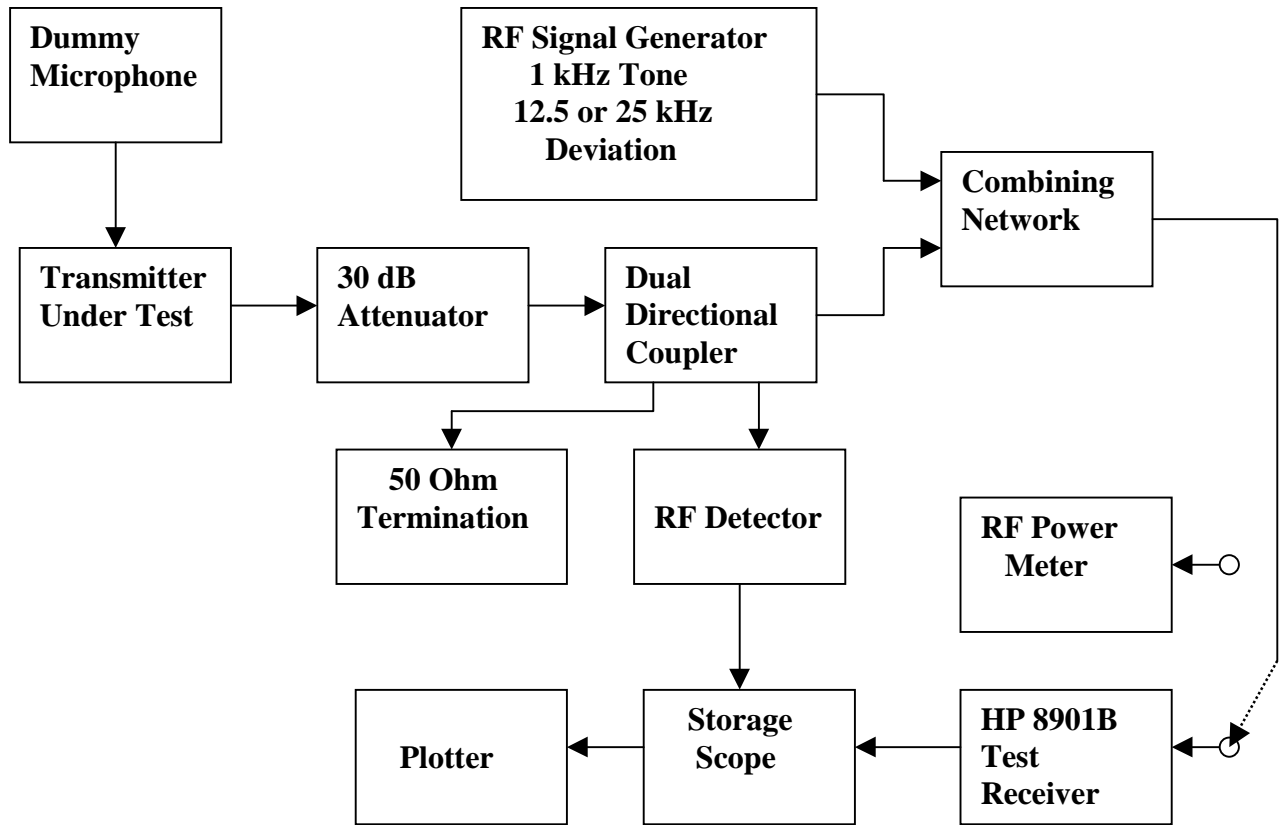 Dummy
Microphone
RF Signal Generator
1 kHz Tone
12.5 or 25 kHz
Deviation
Combining
Network
Transmitter
Under Test
30 dB
Attenuator
Dual
Directional
Coupler
50 Ohm
Termination
RF Detector
RF Power
Meter
Plotter
Storage
Scope
HP 8901B
Test
Receiver